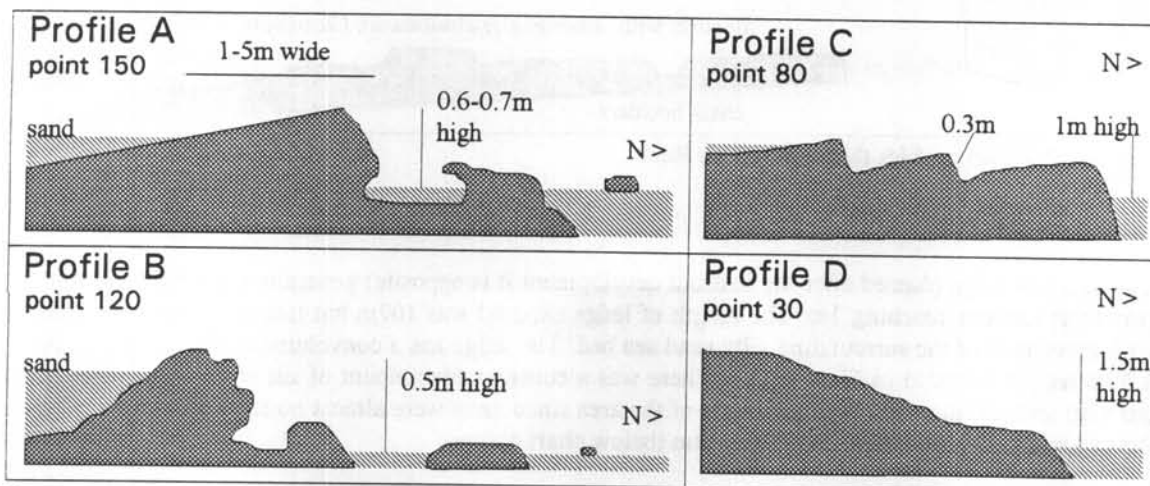 Profile A
point 150
1-5m wide
sand
0.6-0.7m
high
N >
Profile C
point 80
N >
0.3m
1m high
Profile B
point 120
sand
0.5m high
N >
Profile D
point 30
N >
1.5m
high